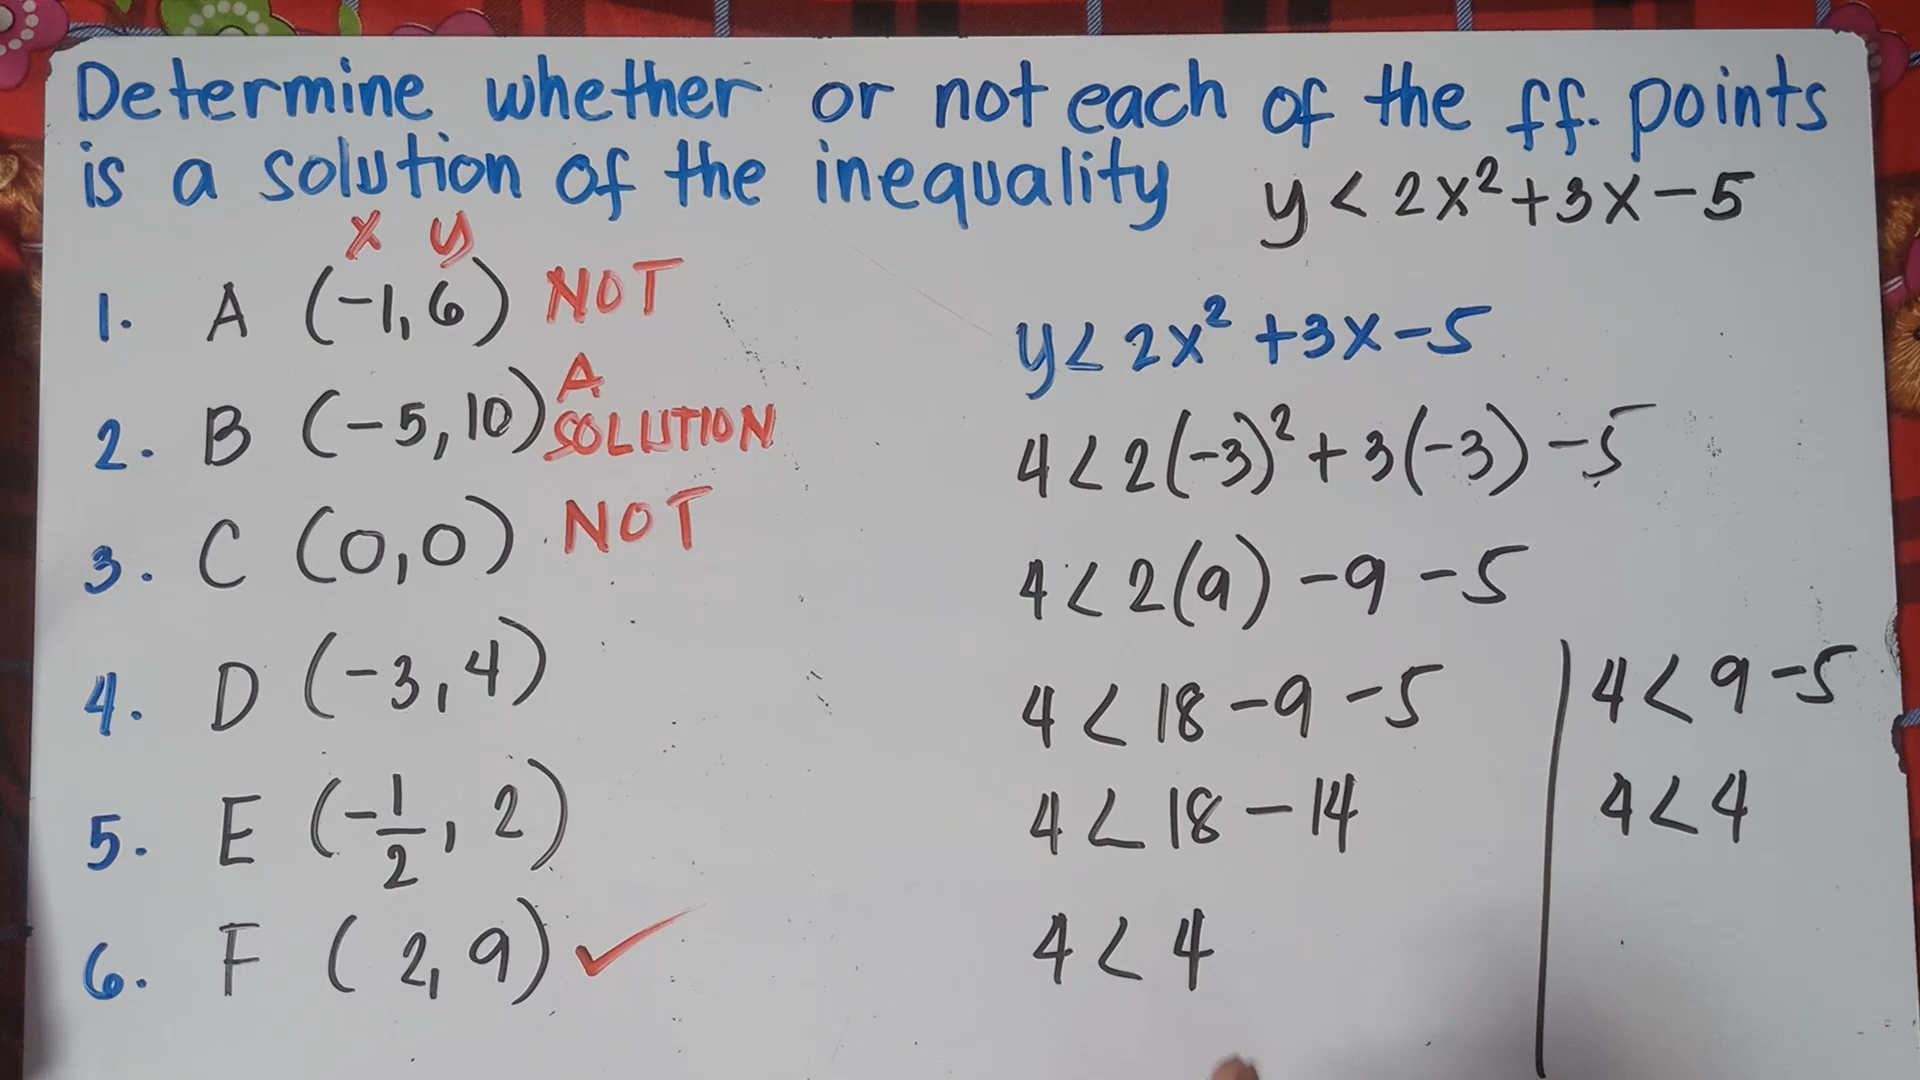 Determine whether or not each of the ff. points
is a solution of the inequality y < 2x² + 3x - 5
x y
1. A (-1, 6) NOT
2. B (-5, 10) A SOLUTION
3. C (0, 0) NOT
4. D (-3, 4)
5. E (-1/2, 2)
6. F (2, 9) ✓
y < 2x² + 3x - 5
4 < 2(-3)² + 3(-3) - 5
4 < 2(9) - 9 - 5
4 < 18 - 9 - 5
4 < 18 - 14
4 < 4
4 < 9 - 5
4 < 4